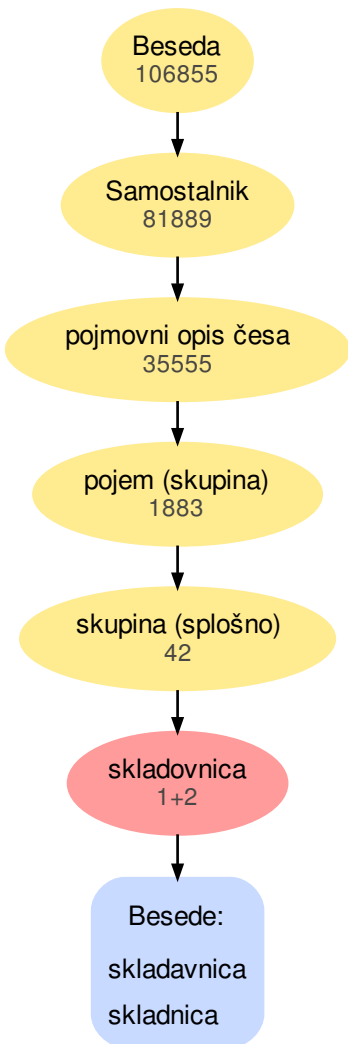 Beseda
106855
Samostalnik
81889
pojmovni opis česa
35555
pojem (skupina)
1883
skupina (splošno)
42
skladovnica
1+2
Besede:
skladavnica
skladnica